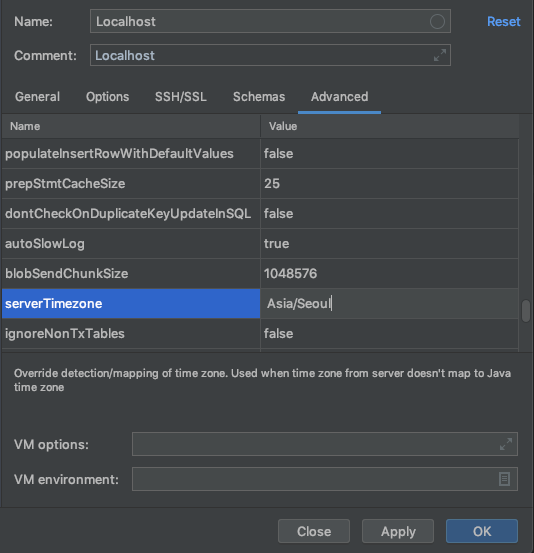 Name: Localhost Reset
Comment: Localhost
General Options SSH/SSL Schemas Advanced
Name Value
populateInsertRowWithDefaultValues false
prepStmtCacheSize 25
dontCheckOnDuplicateKeyUpdateInSQL false
autoSlowLog true
blobSendChunkSize 1048576
serverTimezone Asia/Seoul
ignoreNonTxTables false
Override detection/mapping of time zone. Used when time zone from server doesn't map to Java
time zone
VM options:
VM environment:
Close Apply OK